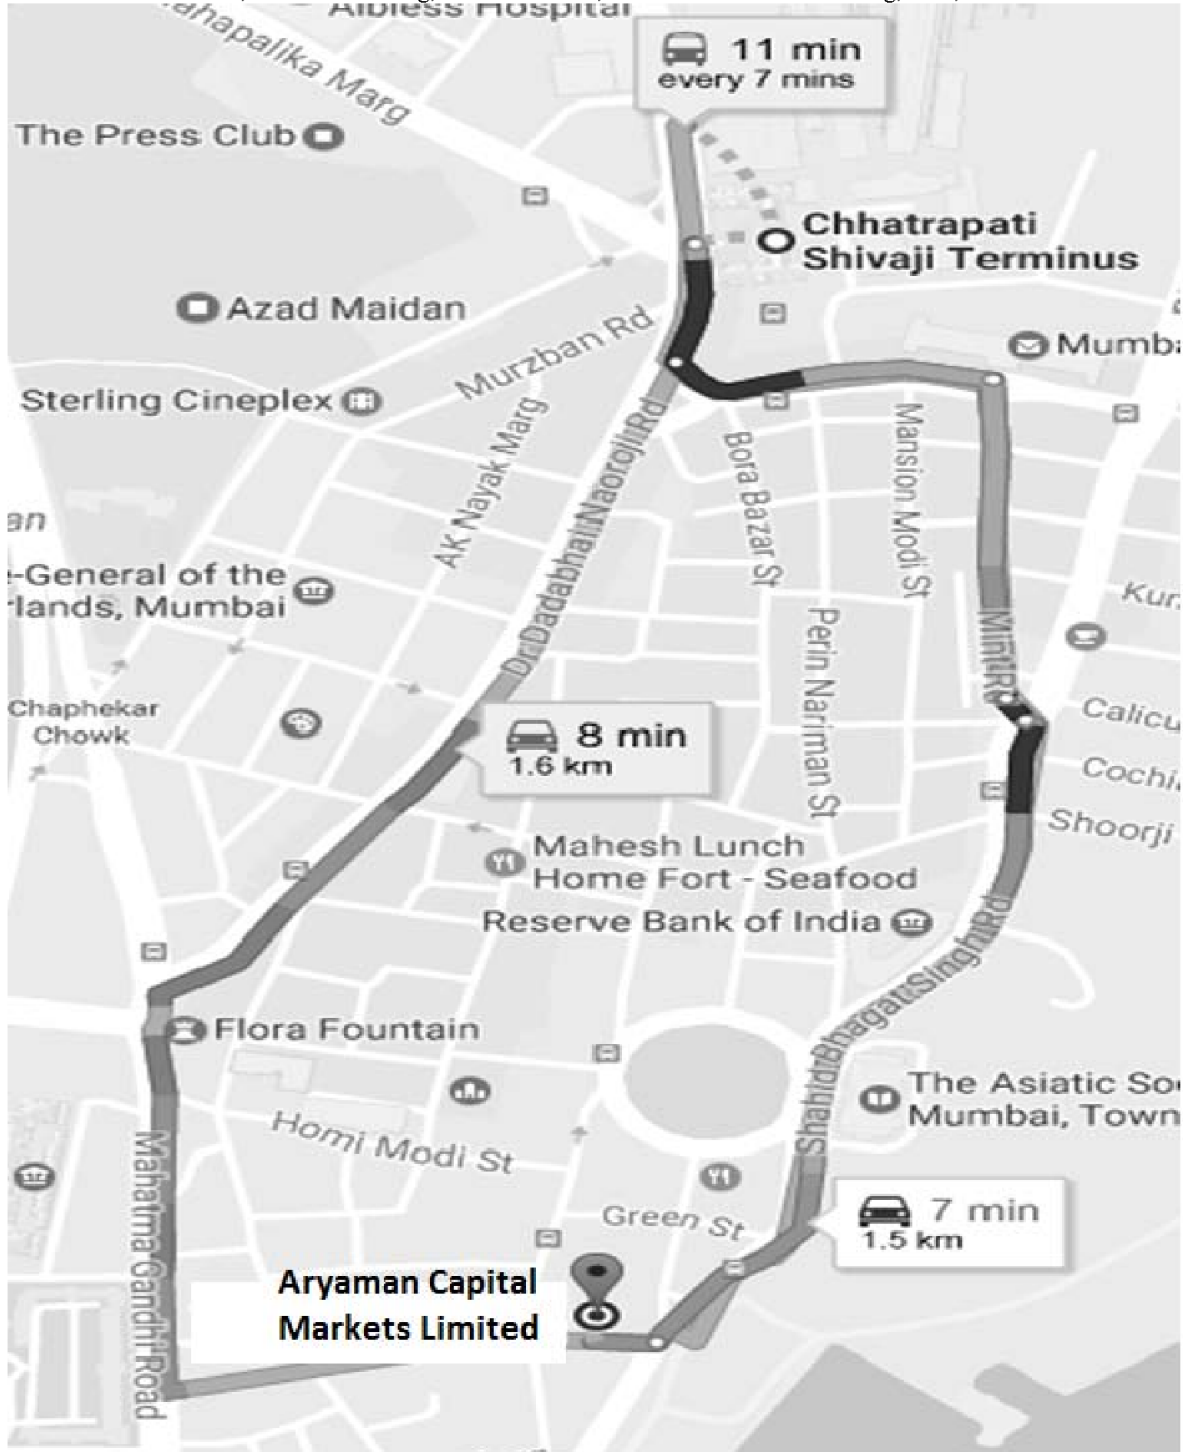 Albless Hospital
11 min
every 7 mins
ahapalika Marg
The Press Club
Chhatrapati
Shivaji Terminus
Azad Maidan
Murzban Rd
Mumba
Sterling Cineplex
AK Nayak Marg
Dr Dadabhai Naoroji Rd
Bora Bazar St
Mansion Modi St
an
e-General of the
rlands, Mumbai
Kur
Perin Nariman St
Mint Rd
Chaphekar
Chowk
8 min
1.6 km
Calicu
Cochi
Shoorji
Mahesh Lunch
Home Fort - Seafood
Reserve Bank of India
Shahid Bhagat Singh Rd
Flora Fountain
The Asiatic So
Mumbai, Town
Homi Modi St
Mahatma Gandhi Road
7 min
1.5 km
Green St
Aryaman Capital
Markets Limited